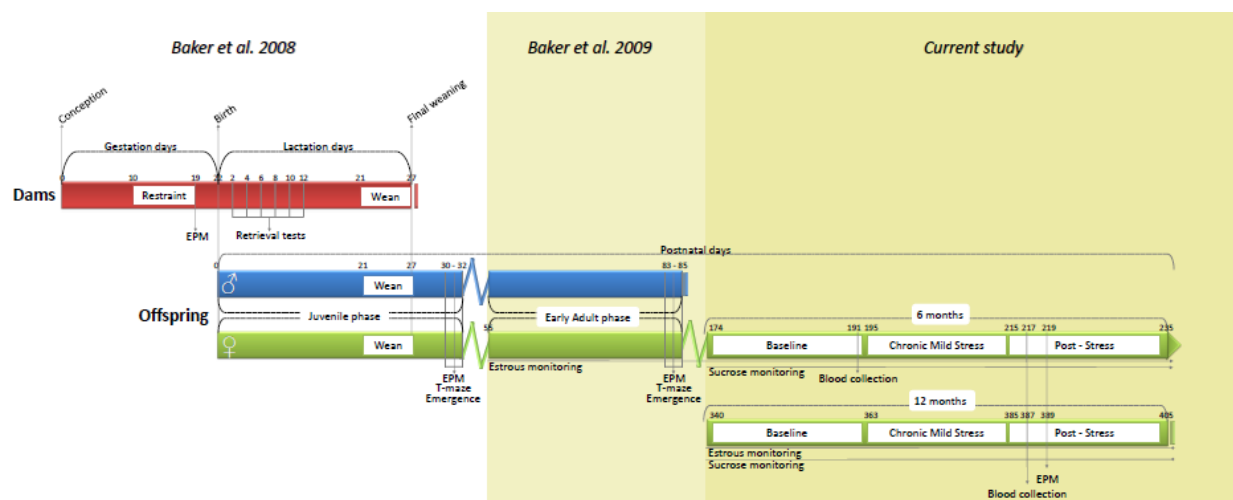 Baker et al. 2008
Baker et al. 2009
Current study
Conception
Birth
Final weaning
Gestation days
Lactation days
0 10 19 22 2 4 6 8 10 12 21 27
Dams
Restraint
Wean
EPM
Retrieval tests
Postnatal days
0 21 27 30 - 32 83 - 85
♂
Wean
Offspring
Juvenile phase
Early Adult phase
6 months
55 174 191 195 215 217 219 235
♀
Wean
Baseline
Chronic Mild Stress
Post - Stress
Estrous monitoring
Sucrose monitoring
EPM
T-maze
Emergence
EPM
T-maze
Emergence
Blood collection
12 months
340 363 385 387 389 405
Baseline
Chronic Mild Stress
Post - Stress
Estrous monitoring
Sucrose monitoring
EPM
Blood collection